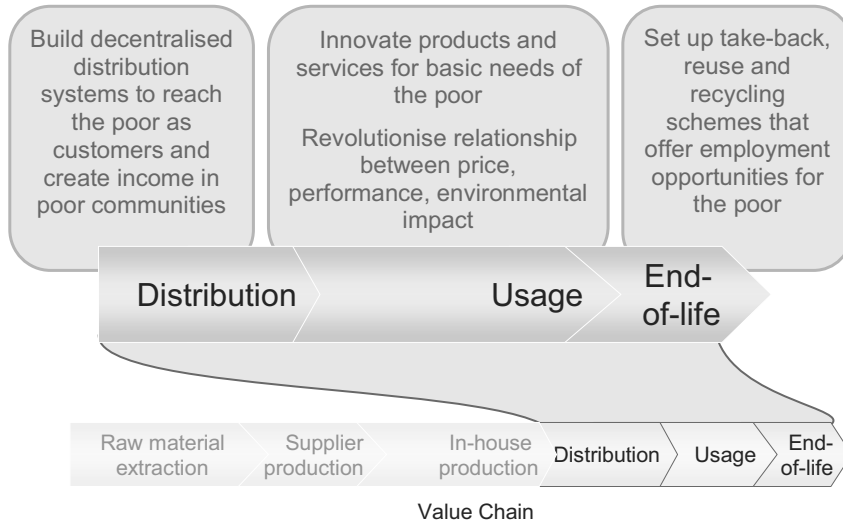 Build decentralised
distribution
systems to reach
the poor as
customers and
create income in
poor communities
Innovate products and
services for basic needs of
the poor
Revolutionise relationship
between price,
performance, environmental
impact
Set up take-back,
reuse and
recycling
schemes that
offer employment
opportunities for
the poor
Distribution
Usage
End-
of-life
Raw material
extraction
Supplier
production
In-house
production
Distribution
Usage
End-
of-life
Value Chain